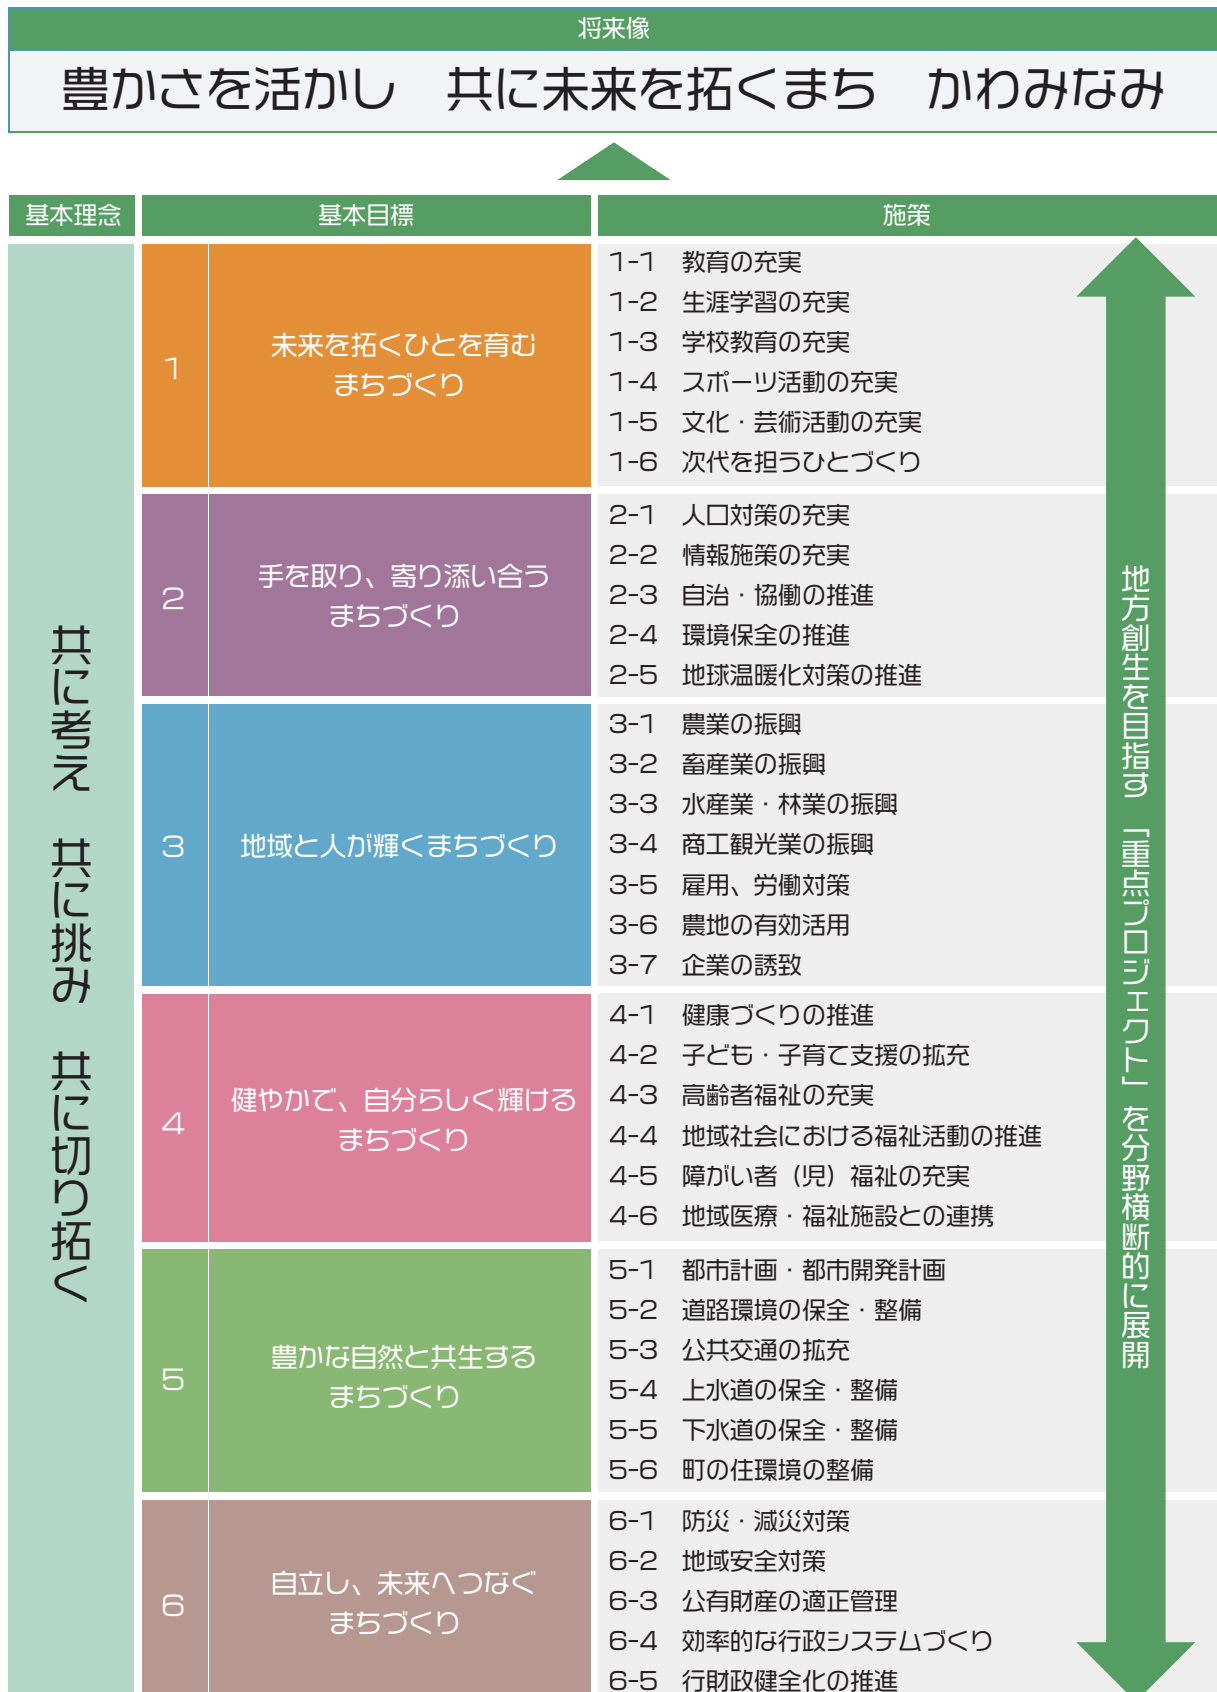 将来像
豊かさを活かし　共に未来を拓くまち　かわみなみ
基本理念
基本目標
施策
共に考え　共に挑み　共に切り拓く
1
未来を拓くひとを育む
まちづくり
1-1　教育の充実
1-2　生涯学習の充実
1-3　学校教育の充実
1-4　スポーツ活動の充実
1-5　文化・芸術活動の充実
1-6　次代を担うひとづくり
2
手を取り、寄り添い合う
まちづくり
2-1　人口対策の充実
2-2　情報施策の充実
2-3　自治・協働の推進
2-4　環境保全の推進
2-5　地球温暖化対策の推進
3
地域と人が輝くまちづくり
3-1　農業の振興
3-2　畜産業の振興
3-3　水産業・林業の振興
3-4　商工観光業の振興
3-5　雇用、労働対策
3-6　農地の有効活用
3-7　企業の誘致
4
健やかで、自分らしく輝ける
まちづくり
4-1　健康づくりの推進
4-2　子ども・子育て支援の拡充
4-3　高齢者福祉の充実
4-4　地域社会における福祉活動の推進
4-5　障がい者（児）福祉の充実
4-6　地域医療・福祉施設との連携
5
豊かな自然と共生する
まちづくり
5-1　都市計画・都市開発計画
5-2　道路環境の保全・整備
5-3　公共交通の拡充
5-4　上水道の保全・整備
5-5　下水道の保全・整備
5-6　町の住環境の整備
6
自立し、未来へつなぐ
まちづくり
6-1　防災・減災対策
6-2　地域安全対策
6-3　公有財産の適正管理
6-4　効率的な行政システムづくり
6-5　行財政健全化の推進
地方創生を目指す「重点プロジェクト」を分野横断的に展開